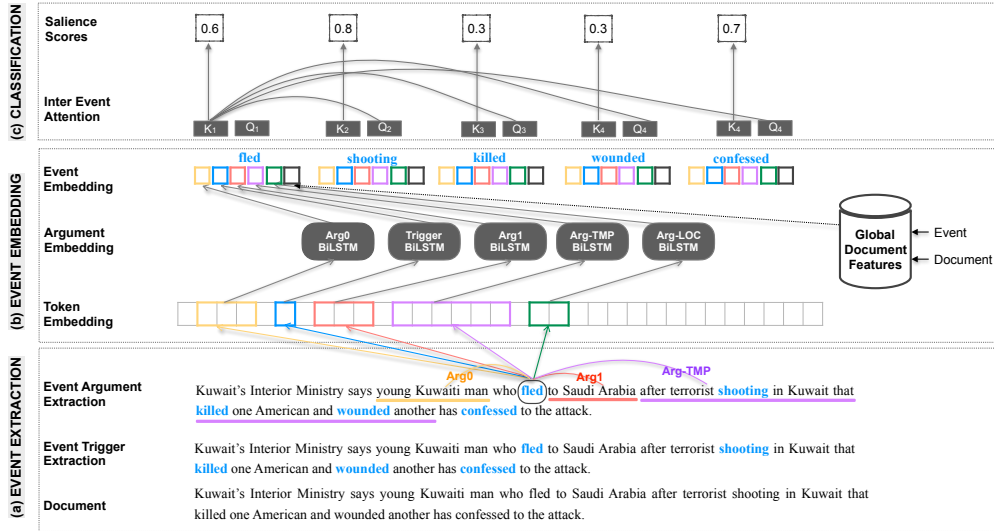 (c) CLASSIFICATION
Salience
Scores
0.6 0.8 0.3 0.3 0.7
Inter Event
Attention
K1 Q1 K2 Q2 K3 Q3 K4 Q4 K4 Q4
(b) EVENT EMBEDDING
fled shooting killed wounded confessed
Event
Embedding
Argument
Embedding
Arg0
BiLSTM
Trigger
BiLSTM
Arg1
BiLSTM
Arg-TMP
BiLSTM
Arg-LOC
BiLSTM
Global
Document
Features
Event
Document
Token
Embedding
(a) EVENT EXTRACTION
Arg0 Arg1 Arg-TMP
Event Argument
Extraction
Kuwait's Interior Ministry says young Kuwaiti man who fled to Saudi Arabia after terrorist shooting in Kuwait that
killed one American and wounded another has confessed to the attack.
Event Trigger
Extraction
Kuwait's Interior Ministry says young Kuwaiti man who fled to Saudi Arabia after terrorist shooting in Kuwait that
killed one American and wounded another has confessed to the attack.
Document
Kuwait's Interior Ministry says young Kuwaiti man who fled to Saudi Arabia after terrorist shooting in Kuwait that
killed one American and wounded another has confessed to the attack.